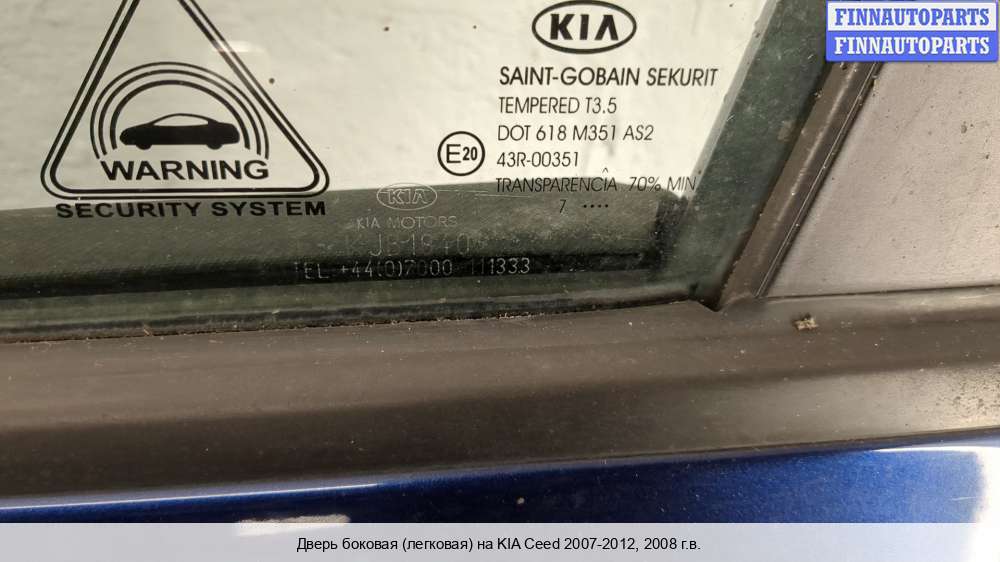 FINNAUTOPARTS
FINNAUTOPARTS
KIA
SAINT-GOBAIN SEKURIT
TEMPERED T3.5
DOT 618 M351 AS2
E20
43R-00351
TRANSPARENCIA 70% MIN
7 ....
WARNING
SECURITY SYSTEM
KIA
KIA MOTORS
TEL +44(0)7000 111333
Дверь боковая (легковая) на KIA Ceed 2007-2012, 2008 г.в.